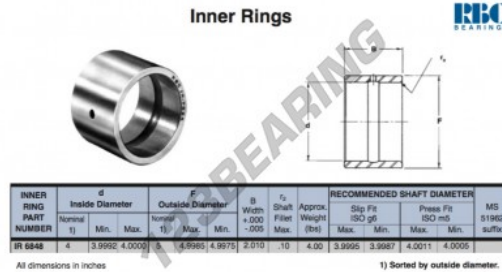 Inner Rings
RBC
BEARINGS
B
r
d
F
123BEARING
INNER RING PART NUMBER
d
Inside Diameter
Nominal 1)
Min.
Max.
F
Outside Diameter
Nominal 1)
Max.
Min.
B
Width
+.000
-.005
Shaft
Fillet
Max.
Approx.
Weight
(lbs)
RECOMMENDED SHAFT DIAMETER
Slip Fit
ISO g6
Max.
Min.
Press Fit
ISO m5
Max.
Min.
MS
51962
suffix
IR 6848 4 3.9992 4.0000 5 4.9985 4.9975 2.010 .10 4.00 3.9995 3.9987 4.0011 4.0005
All dimensions in inches
1) Sorted by outside diameter.